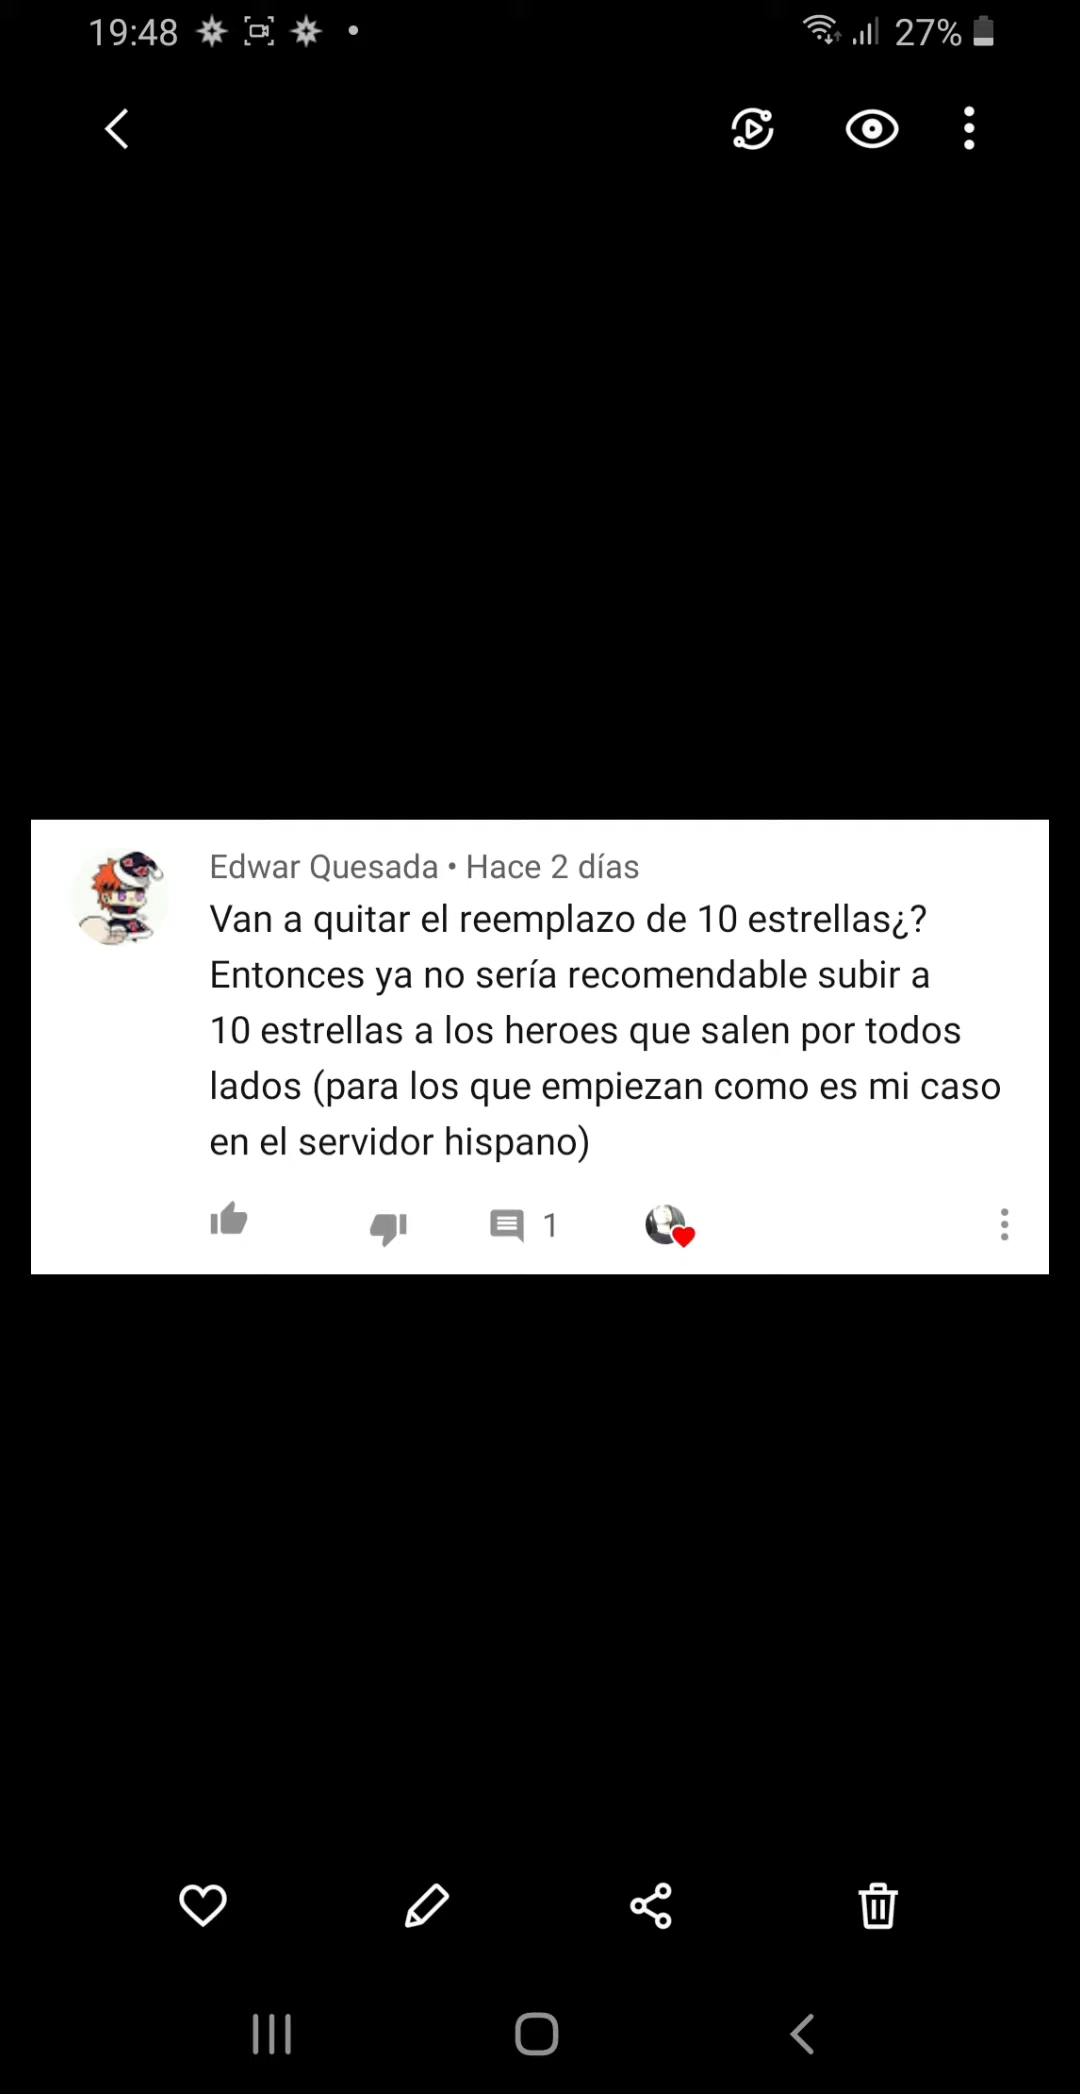 19:48
27%
Edwar Quesada • Hace 2 días
Van a quitar el reemplazo de 10 estrellas¿?
Entonces ya no sería recomendable subir a
10 estrellas a los heroes que salen por todos
lados (para los que empiezan como es mi caso
en el servidor hispano)
1